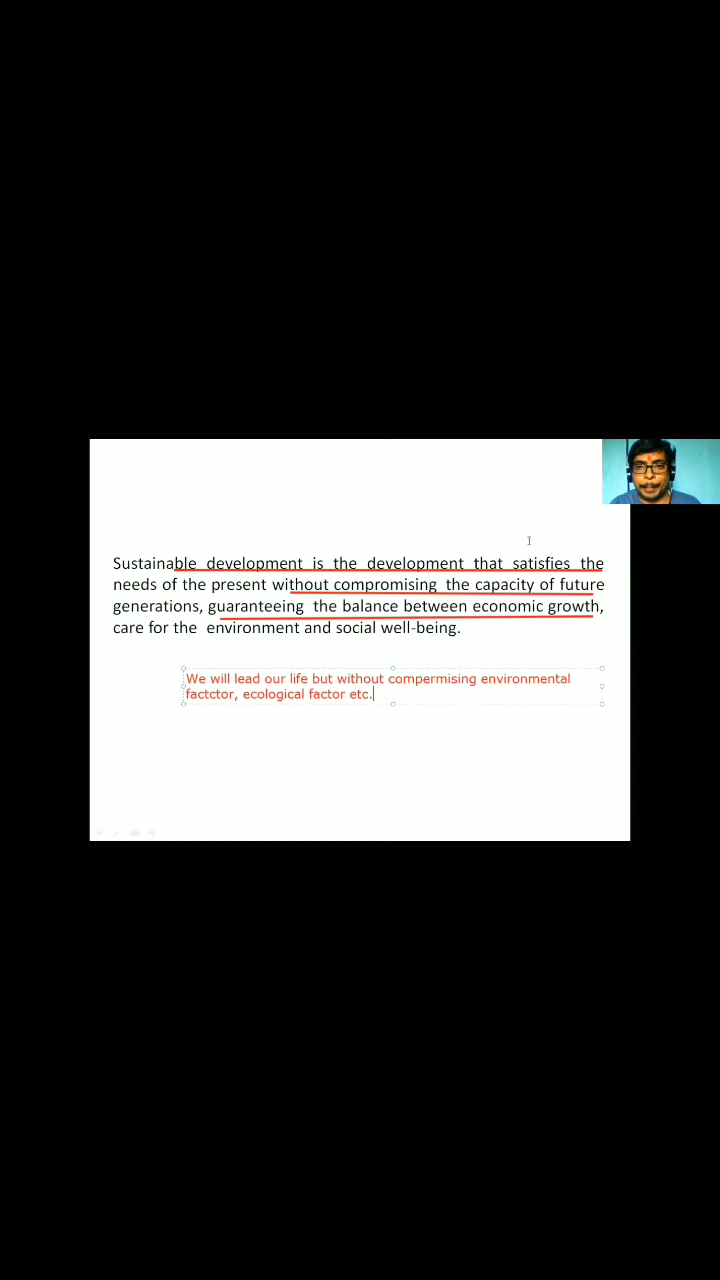 Sustainable development is the development that satisfies the
needs of the present without compromising the capacity of future
generations, guaranteeing the balance between economic growth,
care for the environment and social well-being.
We will lead our life but without compermising environmental
factctor, ecological factor etc.